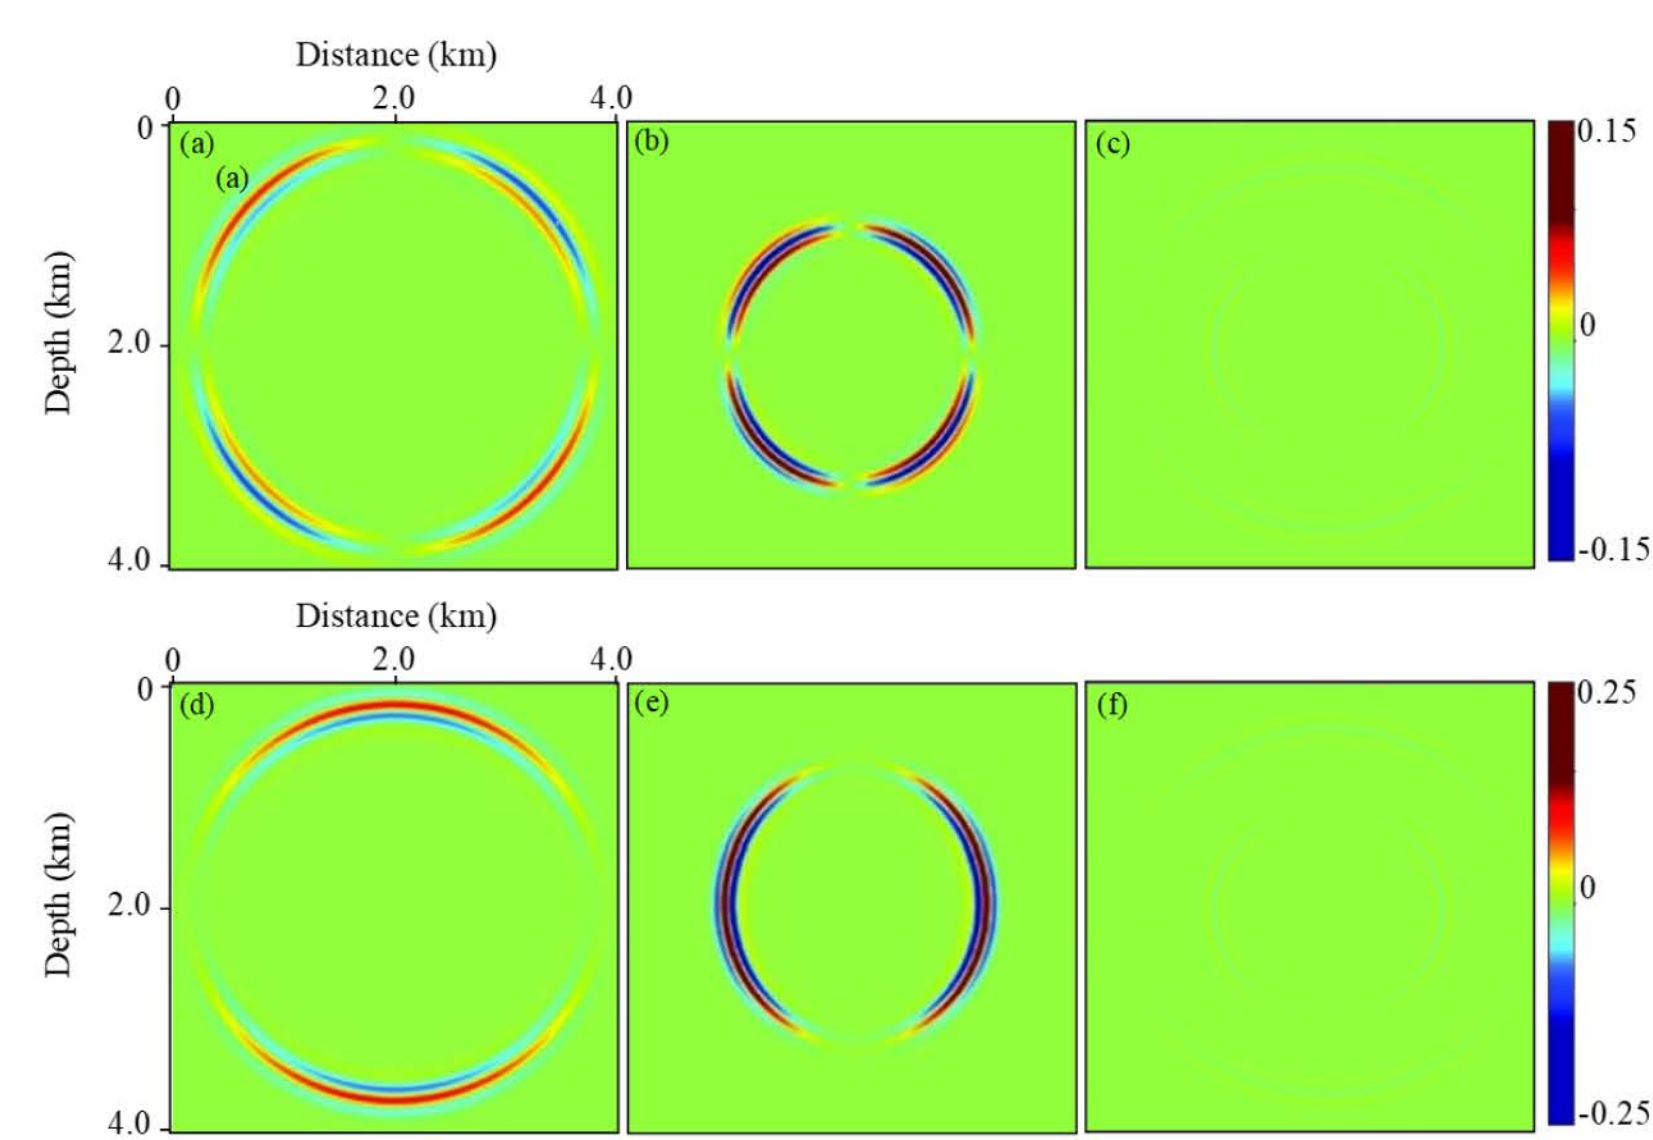 Distance (km)
0 2.0 4.0
0 (a) (b) (c) 0.15
(a)
Depth (km)
2.0 0
4.0 -0.15
Distance (km)
0 2.0 4.0
0 (d) (e) (f) 0.25
Depth (km)
2.0 0
4.0 -0.25